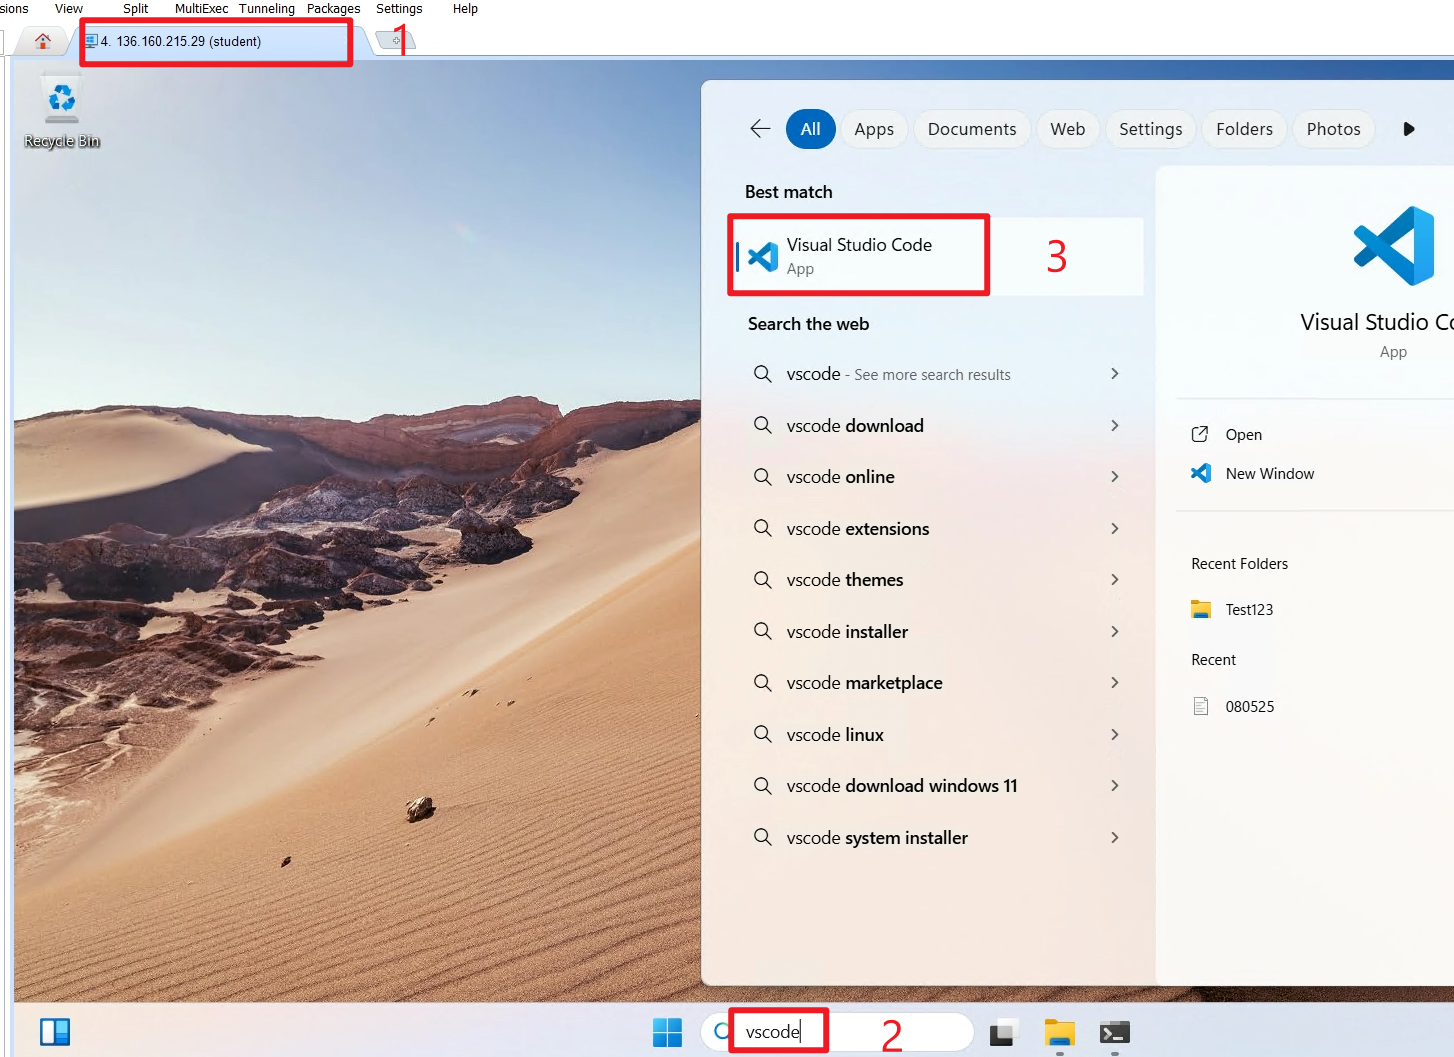 sions View Split MultiExec Tunneling Packages Settings Help
4. 136.160.215.29 (student)
1
Recycle Bin
All Apps Documents Web Settings Folders Photos
Best match
Visual Studio Code
App
3
Search the web
vscode - See more search results
vscode download
vscode online
vscode extensions
vscode themes
vscode installer
vscode marketplace
vscode linux
vscode download windows 11
vscode system installer
Visual Studio Co
App
Open
New Window
Recent Folders
Test123
Recent
080525
vscode
2